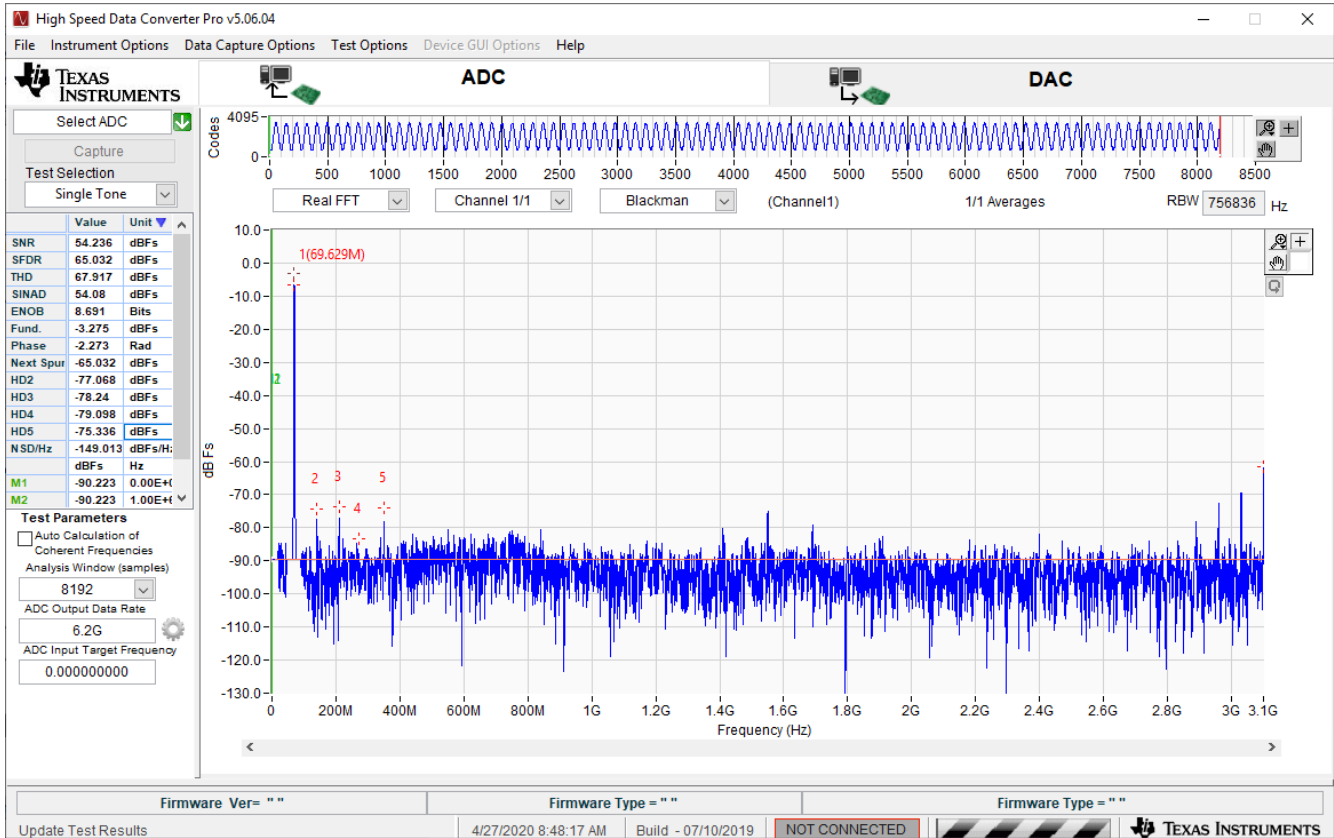 High Speed Data Converter Pro v5.06.04
File Instrument Options Data Capture Options Test Options Device GUI Options Help
TEXAS INSTRUMENTS
ADC
DAC
Select ADC
Capture
Test Selection
Single Tone
Codes
4095
0
0 500 1000 1500 2000 2500 3000 3500 4000 4500 5000 5500 6000 6500 7000 7500 8000 8500
Real FFT
Channel 1/1
Blackman
(Channel1)
1/1 Averages
RBW 756836 Hz
Value Unit
SNR 54.236 dBFs
SFDR 65.032 dBFs
THD 67.917 dBFs
SINAD 54.08 dBFs
ENOB 8.691 Bits
Fund. -3.275 dBFs
Phase -2.273 Rad
Next Spur -65.032 dBFs
HD2 -77.068 dBFs
HD3 -78.24 dBFs
HD4 -79.098 dBFs
HD5 -75.336 dBFs
NSD/Hz -149.013 dBFs/Hz
dBFs Hz
M1 -90.223 0.00E+0
M2 -90.223 1.00E+6
Test Parameters
Auto Calculation of
Coherent Frequencies
Analysis Window (samples)
8192
ADC Output Data Rate
6.2G
ADC Input Target Frequency
0.000000000
dB Fs
10.0
0.0
-10.0
-20.0
-30.0
-40.0
-50.0
-60.0
-70.0
-80.0
-90.0
-100.0
-110.0
-120.0
-130.0
1(69.629M)
2
2 3 4 5
0 200M 400M 600M 800M 1G 1.2G 1.4G 1.6G 1.8G 2G 2.2G 2.4G 2.6G 2.8G 3G 3.1G
Frequency (Hz)
Firmware Ver= " "
Firmware Type = " "
Firmware Type = " "
Update Test Results
4/27/2020 8:48:17 AM
Build - 07/10/2019
NOT CONNECTED
TEXAS INSTRUMENTS